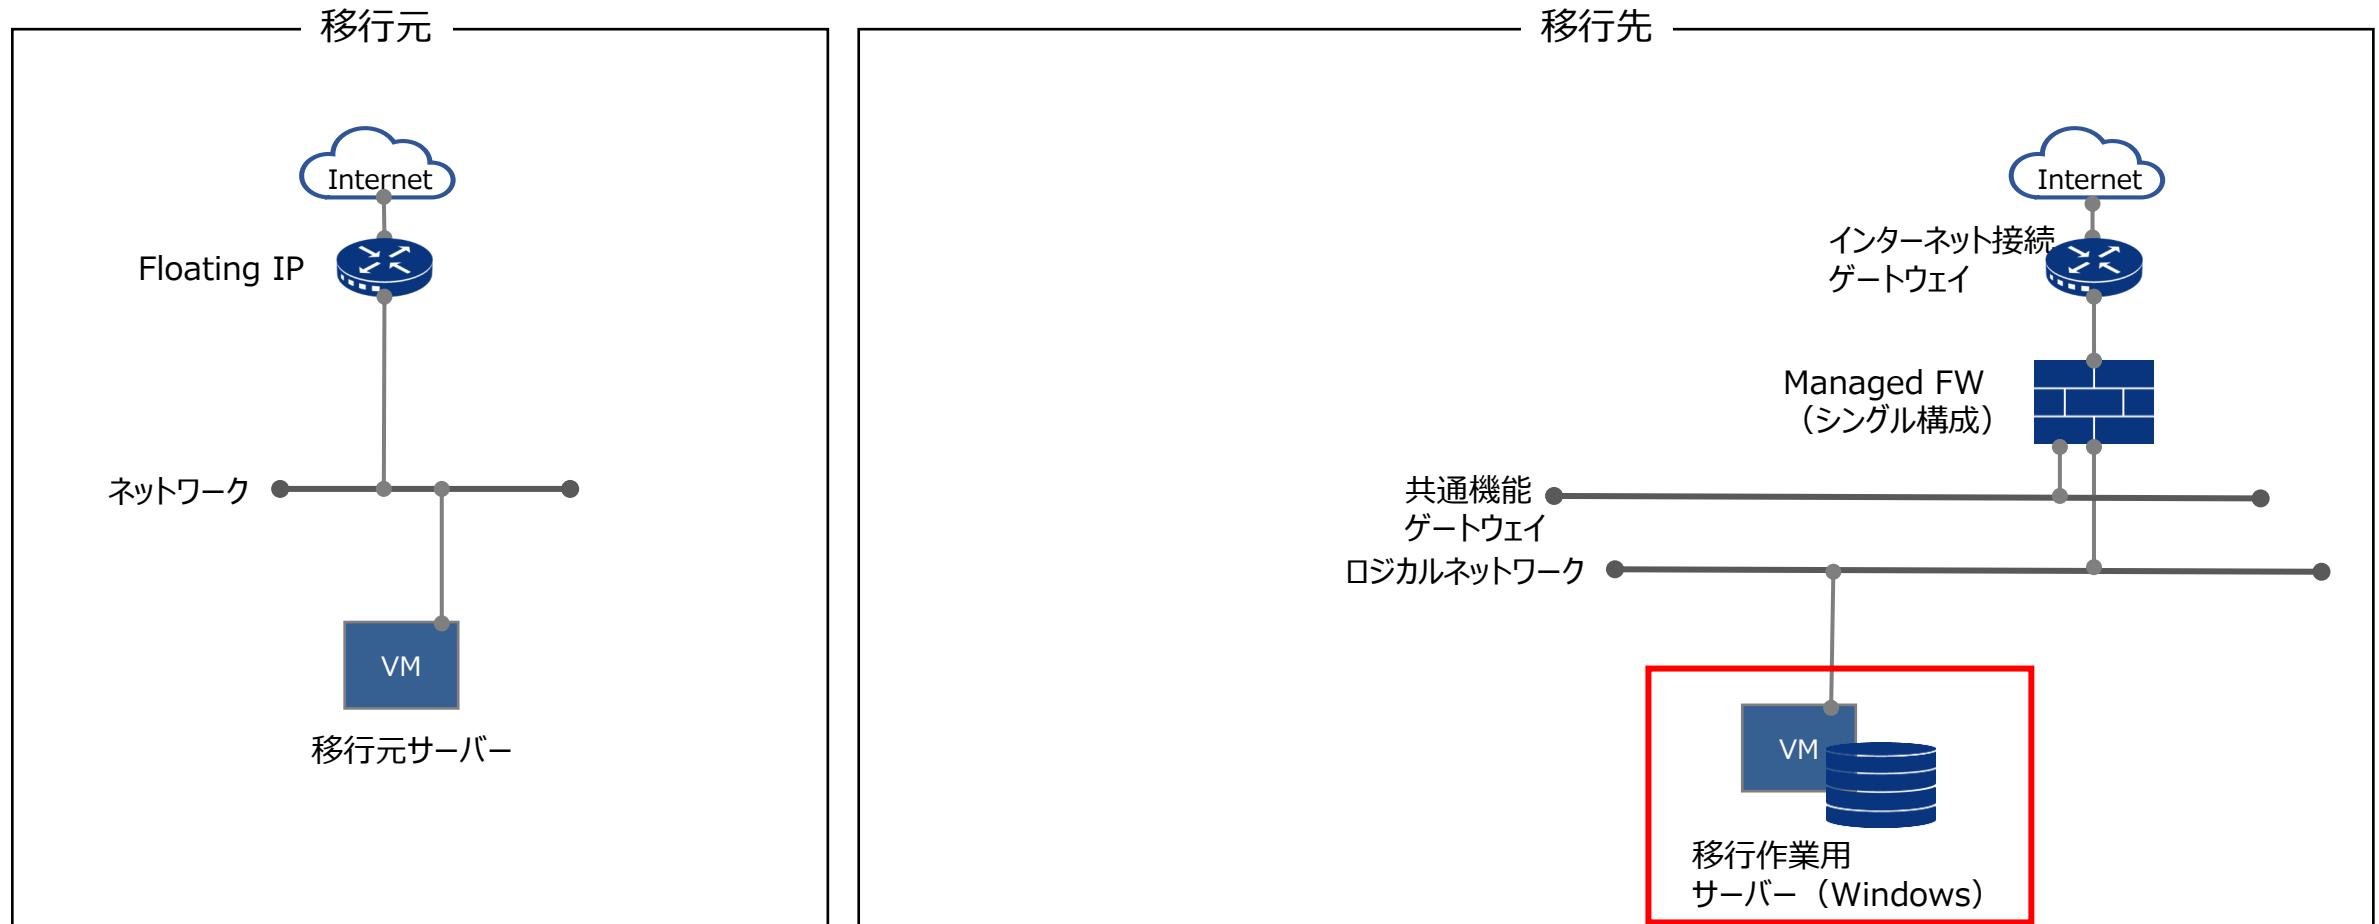 移行元
Internet
Floating IP
ネットワーク
VM
移行元サーバー
移行先
Internet
インターネット接続
ゲートウェイ
Managed FW
（シングル構成）
共通機能
ゲートウェイ
ロジカルネットワーク
VM
移行作業用
サーバー（Windows）